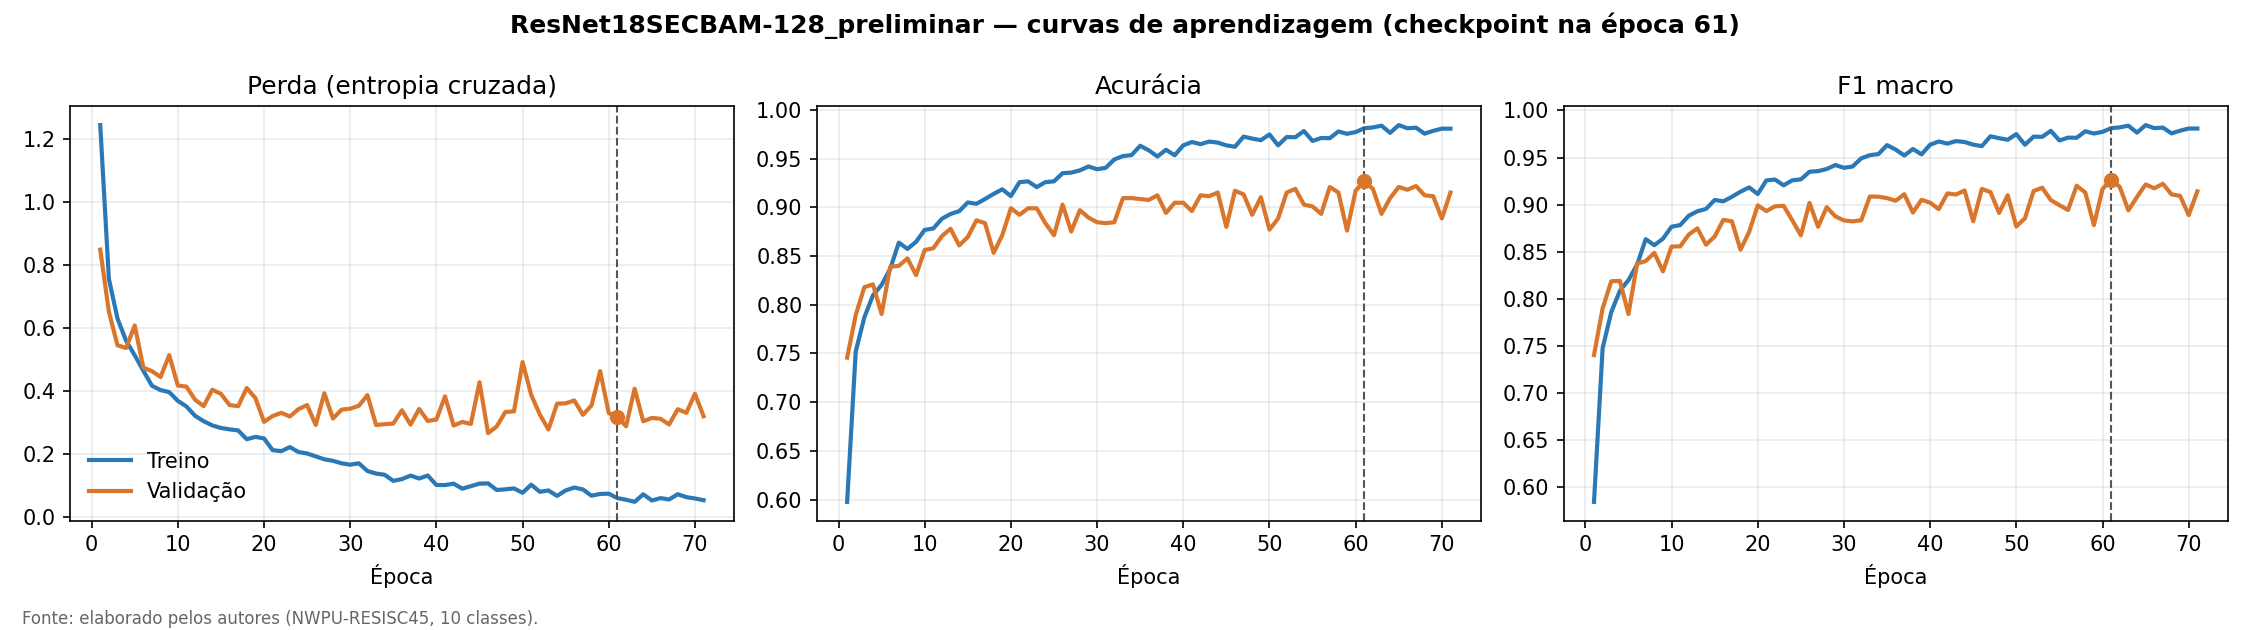 ResNet18SECBAM-128_preliminar — curvas de aprendizagem (checkpoint na época 61)
Perda (entropia cruzada)
1.2
1.0
0.8
0.6
0.4
0.2
0.0
Treino
Validação
0 10 20 30 40 50 60 70
Época
Acurácia
1.00
0.95
0.90
0.85
0.80
0.75
0.70
0.65
0.60
0 10 20 30 40 50 60 70
Época
F1 macro
1.00
0.95
0.90
0.85
0.80
0.75
0.70
0.65
0.60
0 10 20 30 40 50 60 70
Época
Fonte: elaborado pelos autores (NWPU-RESISC45, 10 classes).